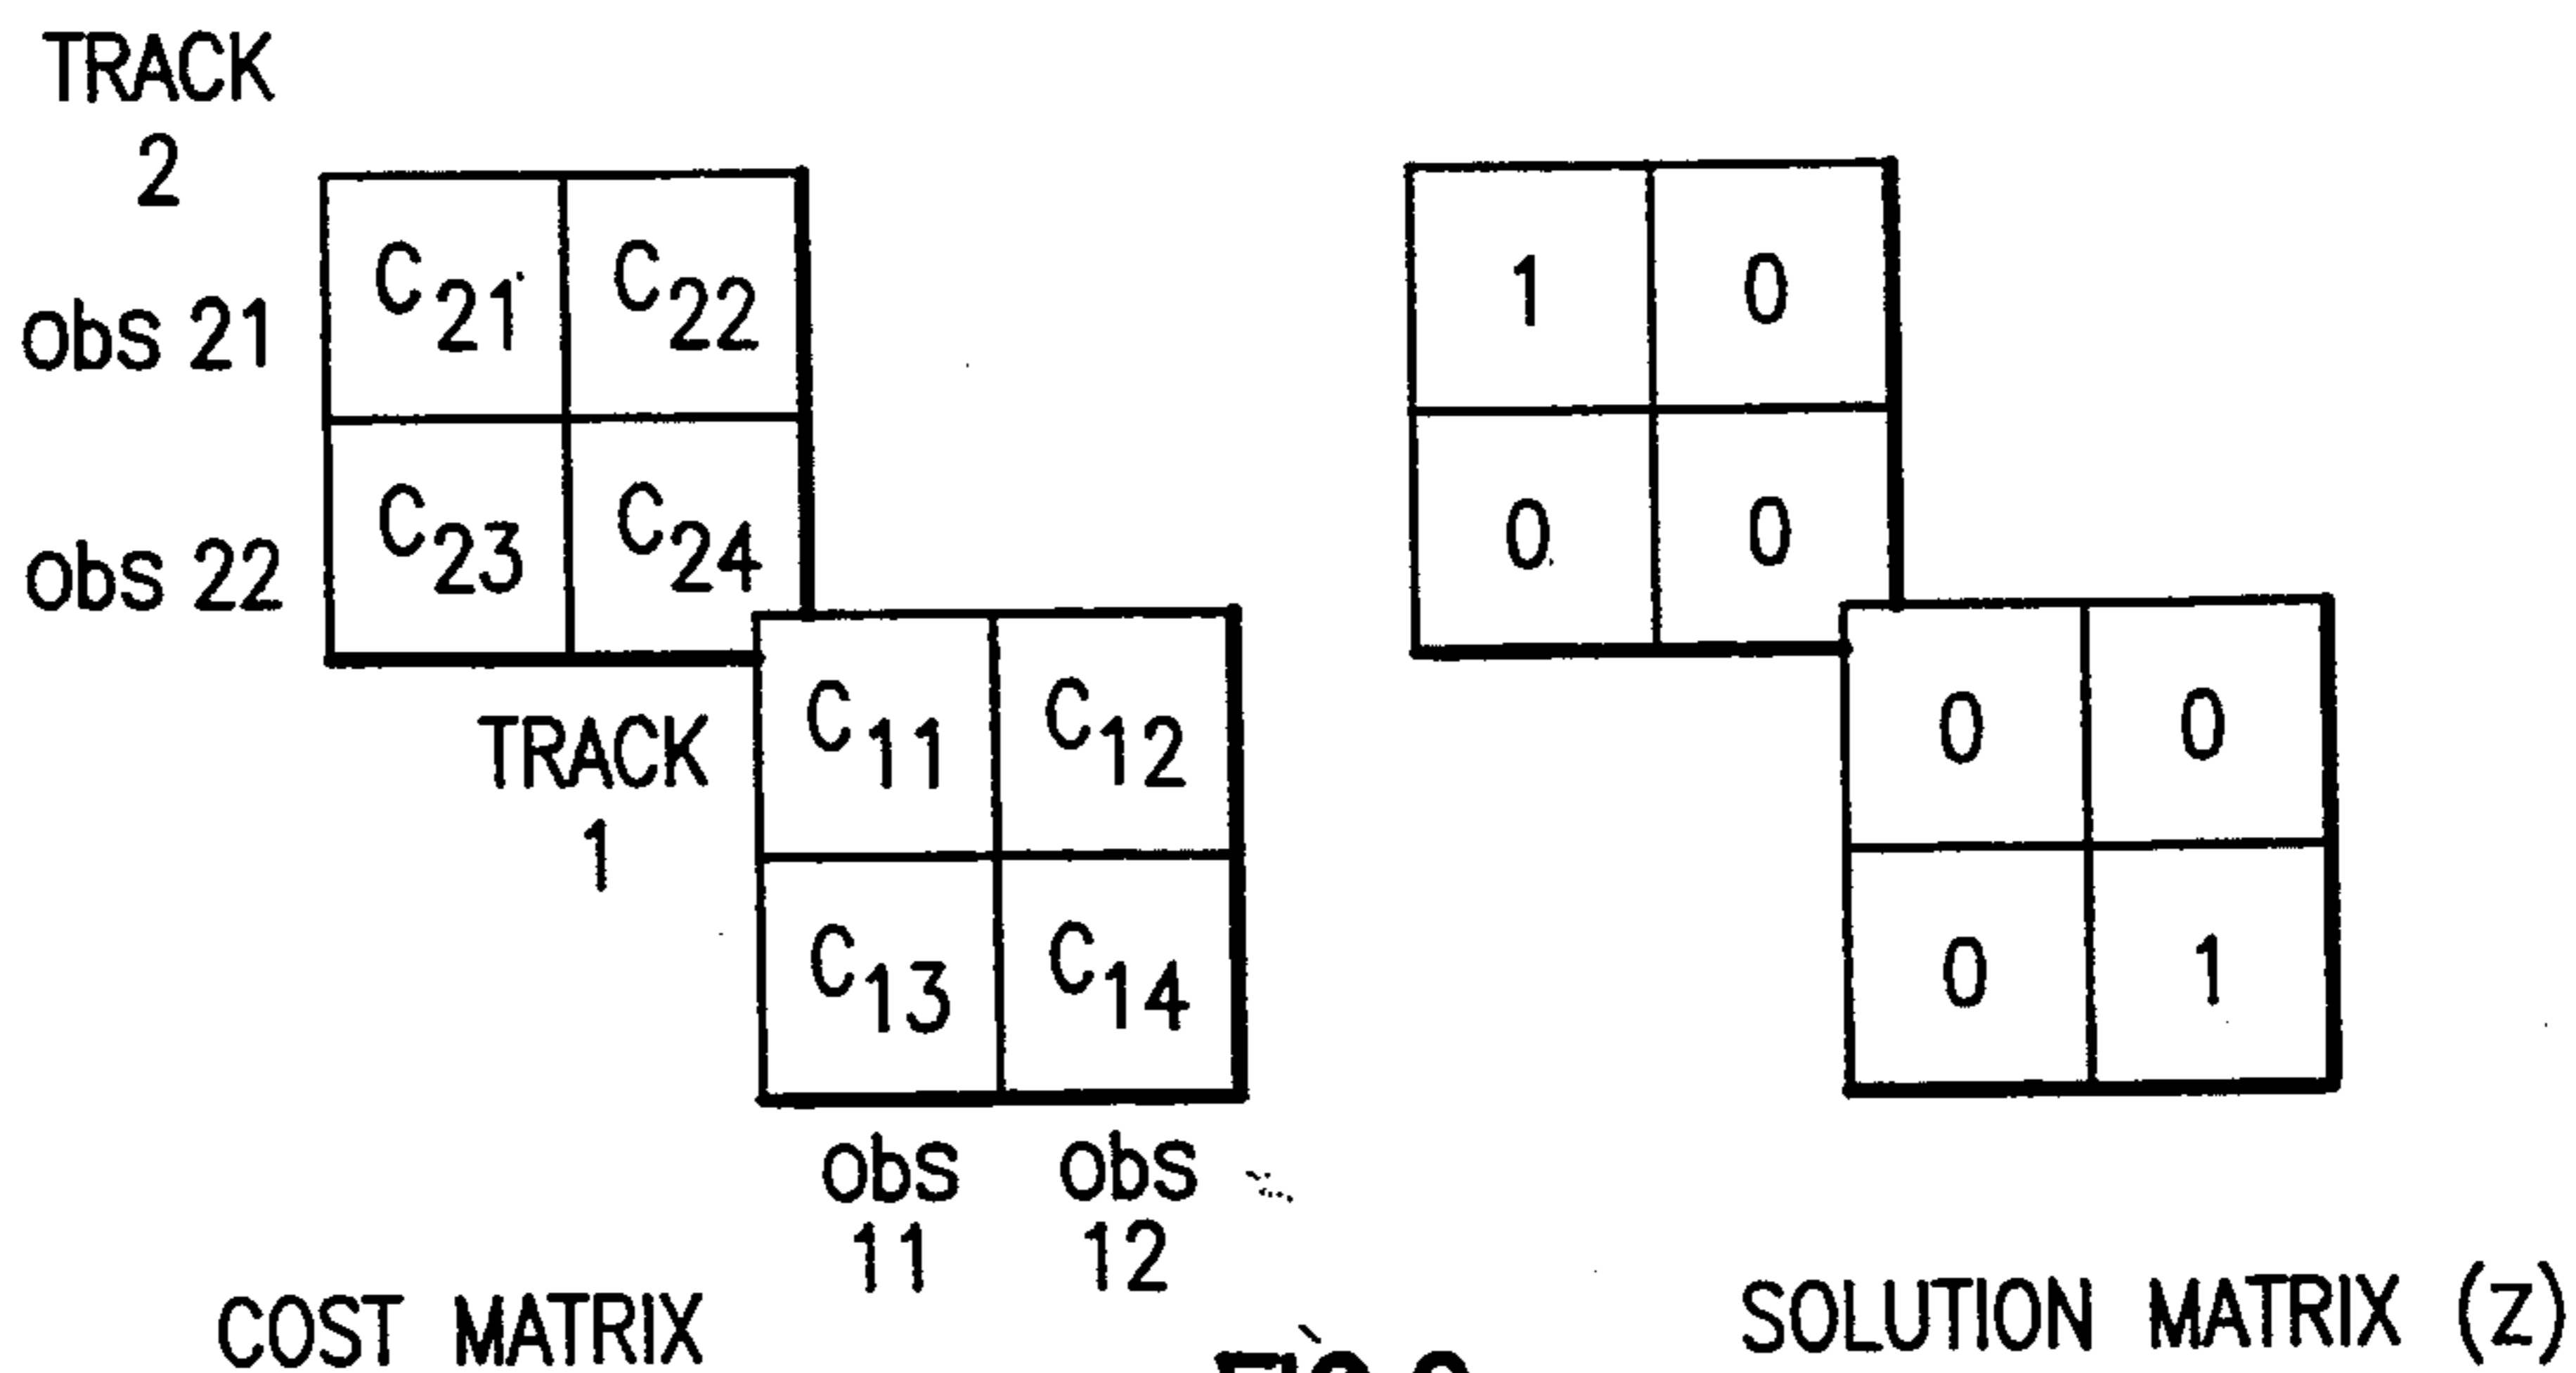 TRACK
2
obs 21
obs 22
C21 C22
C23 C24
TRACK
1
C11 C12
C13 C14
obs
11
obs
12
COST MATRIX
1 0
0 0
0 0
0 1
SOLUTION MATRIX (Z)